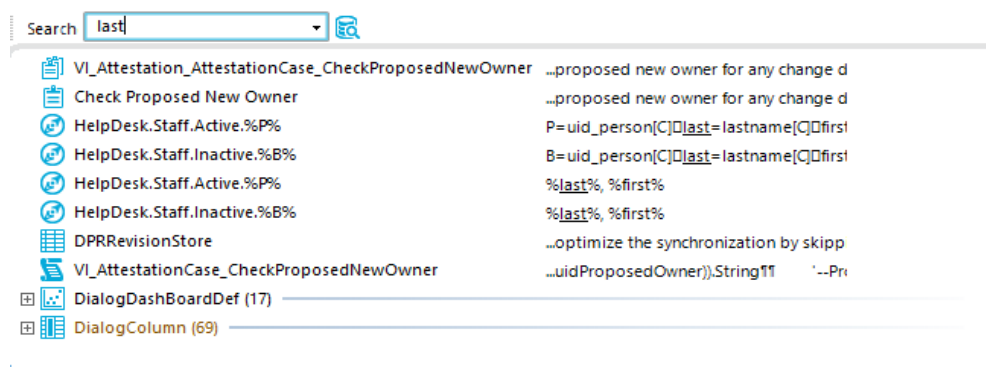 Search last
VI_Attestation_AttestationCase_CheckProposedNewOwner ...proposed new owner for any change d
Check Proposed New Owner ...proposed new owner for any change d
HelpDesk.Staff.Active.%P% P=uid_person[C]□last=lastname[C]□first
HelpDesk.Staff.Inactive.%B% B=uid_person[C]□last=lastname[C]□first
HelpDesk.Staff.Active.%P% %last%, %first%
HelpDesk.Staff.Inactive.%B% %last%, %first%
DPRRevisionStore ...optimize the synchronization by skipp
VI_AttestationCase_CheckProposedNewOwner ...uidProposedOwner)).String¶¶ '--Pro
DialogDashBoardDef (17)
DialogColumn (69)